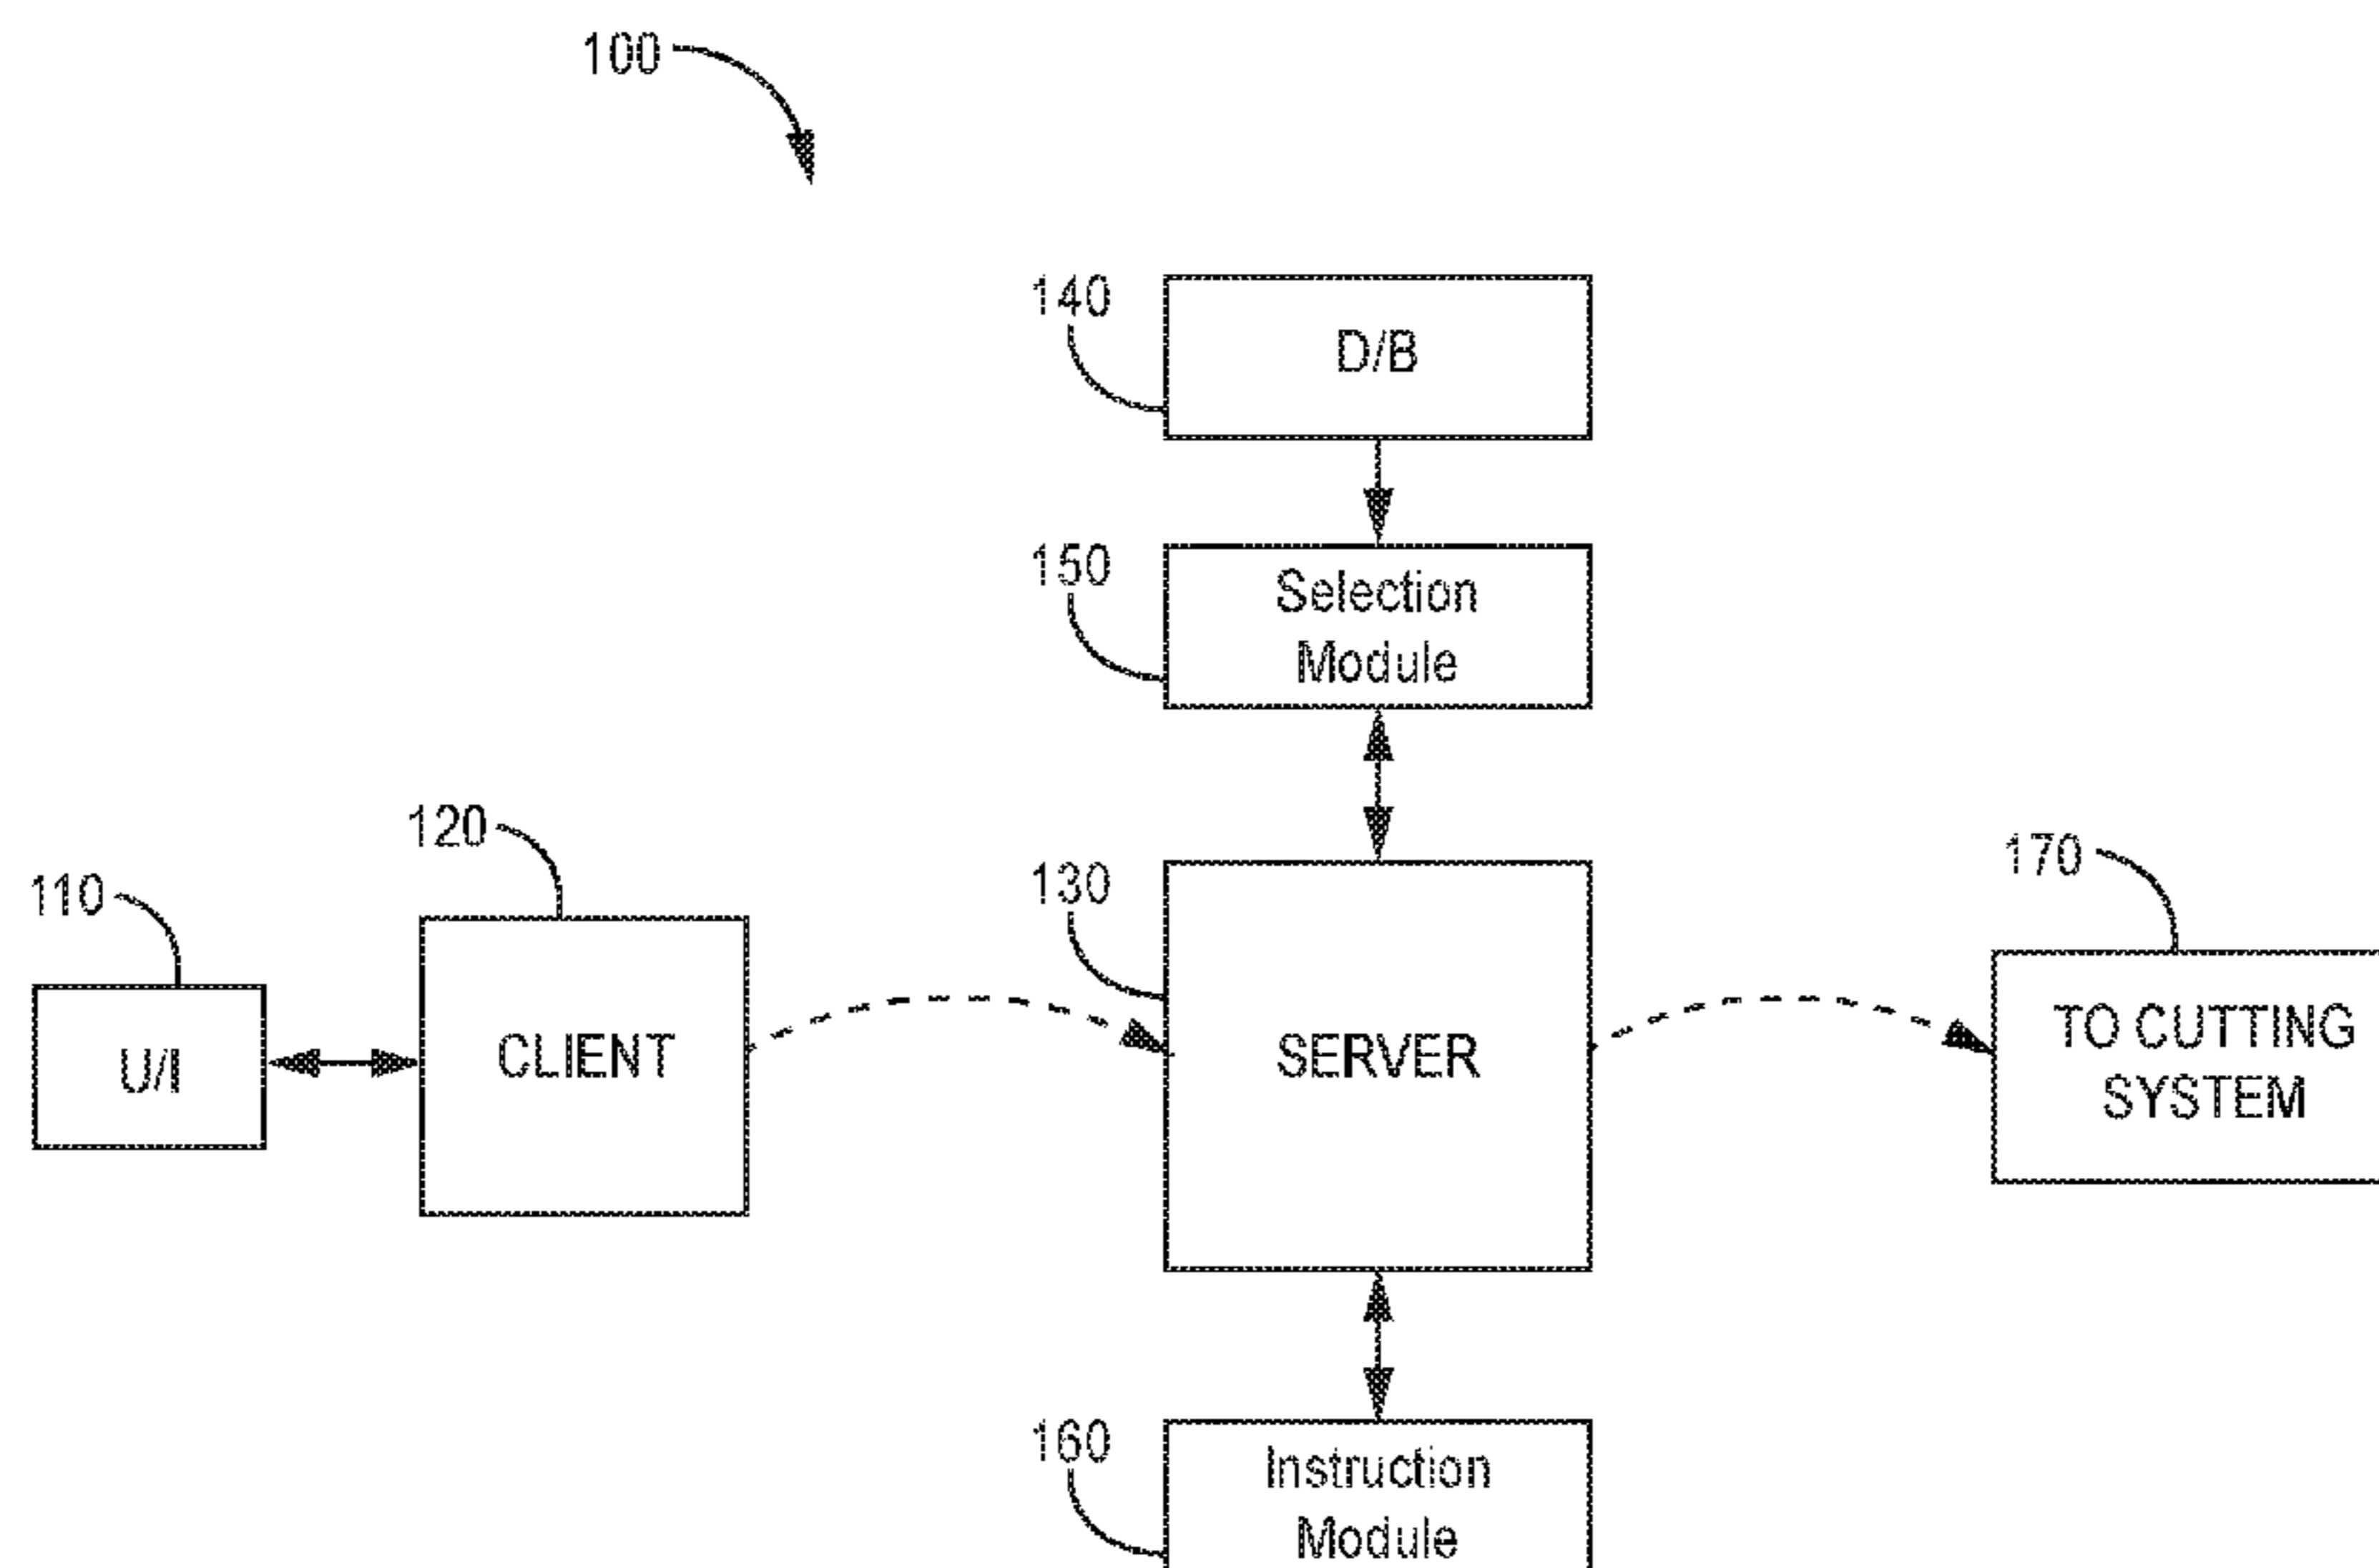 100
140
D/B
150
Selection
Module
120
110
130
170
U/I
CLIENT
SERVER
TO CUTTING
SYSTEM
160
Instruction
Module